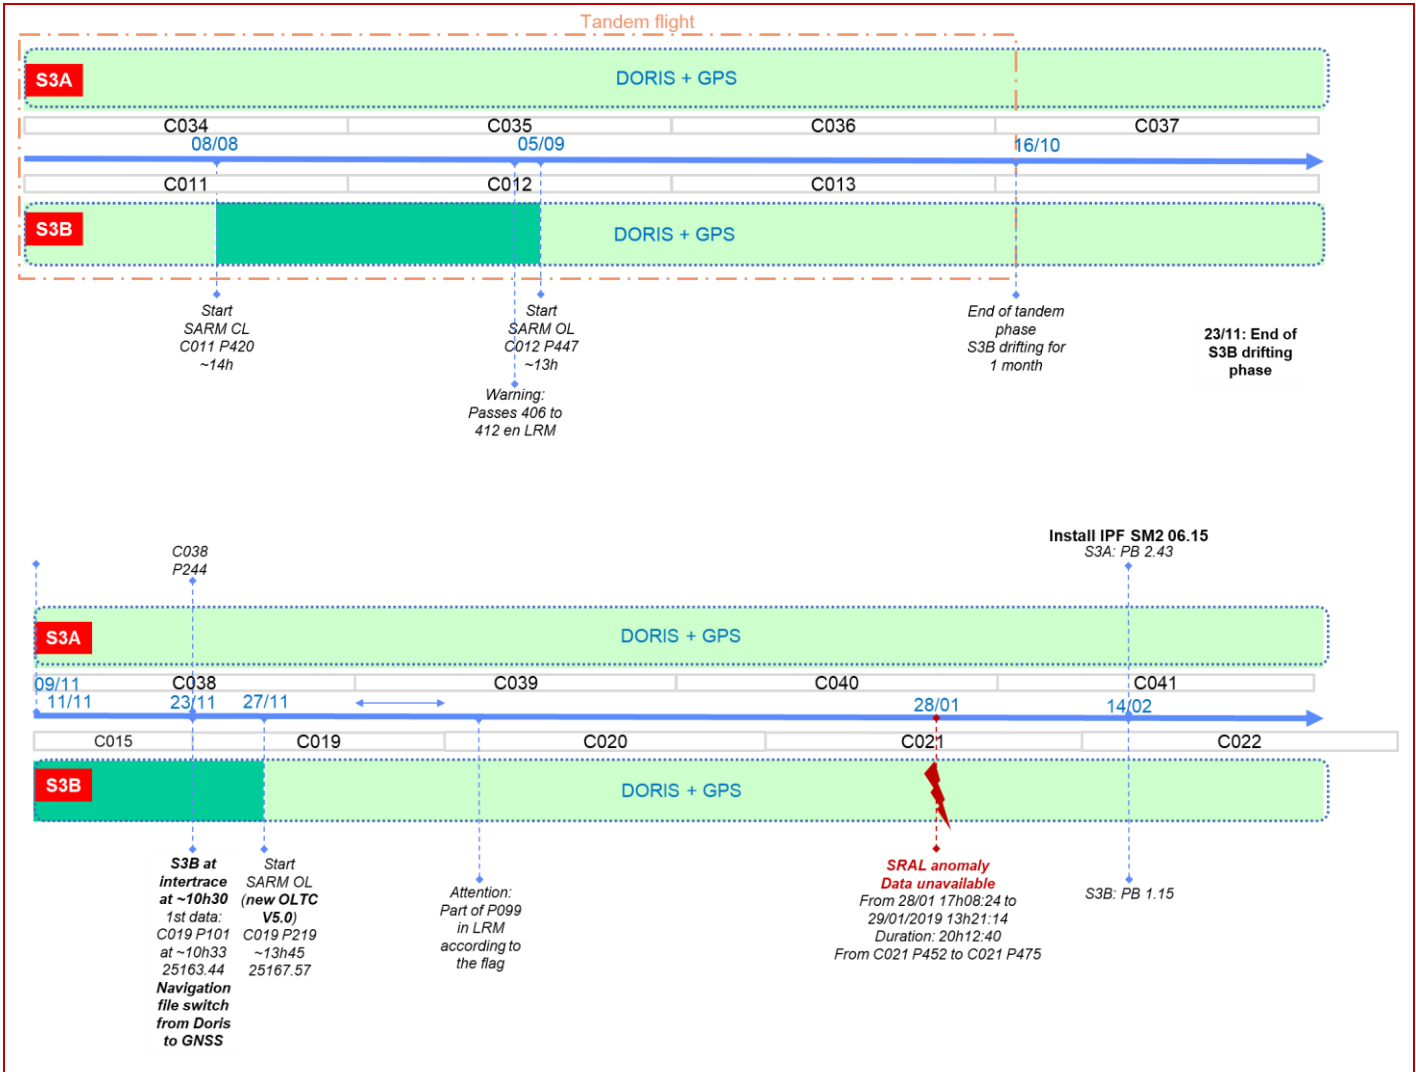 Tandem flight
S3A
DORIS + GPS
C034
C035
C036
C037
08/08
05/09
16/10
C011
C012
C013
S3B
DORIS + GPS
Start
SARM CL
C011 P420
~14h
Start
SARM OL
C012 P447
~13h
Warning:
Passes 406 to
412 en LRM
End of tandem
phase
S3B drifting for
1 month
23/11: End of
S3B drifting
phase
C038
P244
Install IPF SM2 06.15
S3A: PB 2.43
S3A
DORIS + GPS
09/11
C038
C039
C040
C041
11/11
23/11
27/11
28/01
14/02
C015
C019
C020
C021
C022
S3B
DORIS + GPS
S3B at
intertrace
at ~10h30
1st data:
C019 P101
at ~10h33
25163.44
Navigation
file switch
from Doris
to GNSS
Start
SARM OL
(new OLTC
V5.0)
C019 P219
~13h45
25167.57
Attention:
Part of P099
in LRM
according to
the flag
SRAL anomaly
Data unavailable
From 28/01 17h08:24 to
29/01/2019 13h21:14
Duration: 20h12:40
From C021 P452 to C021 P475
S3B: PB 1.15